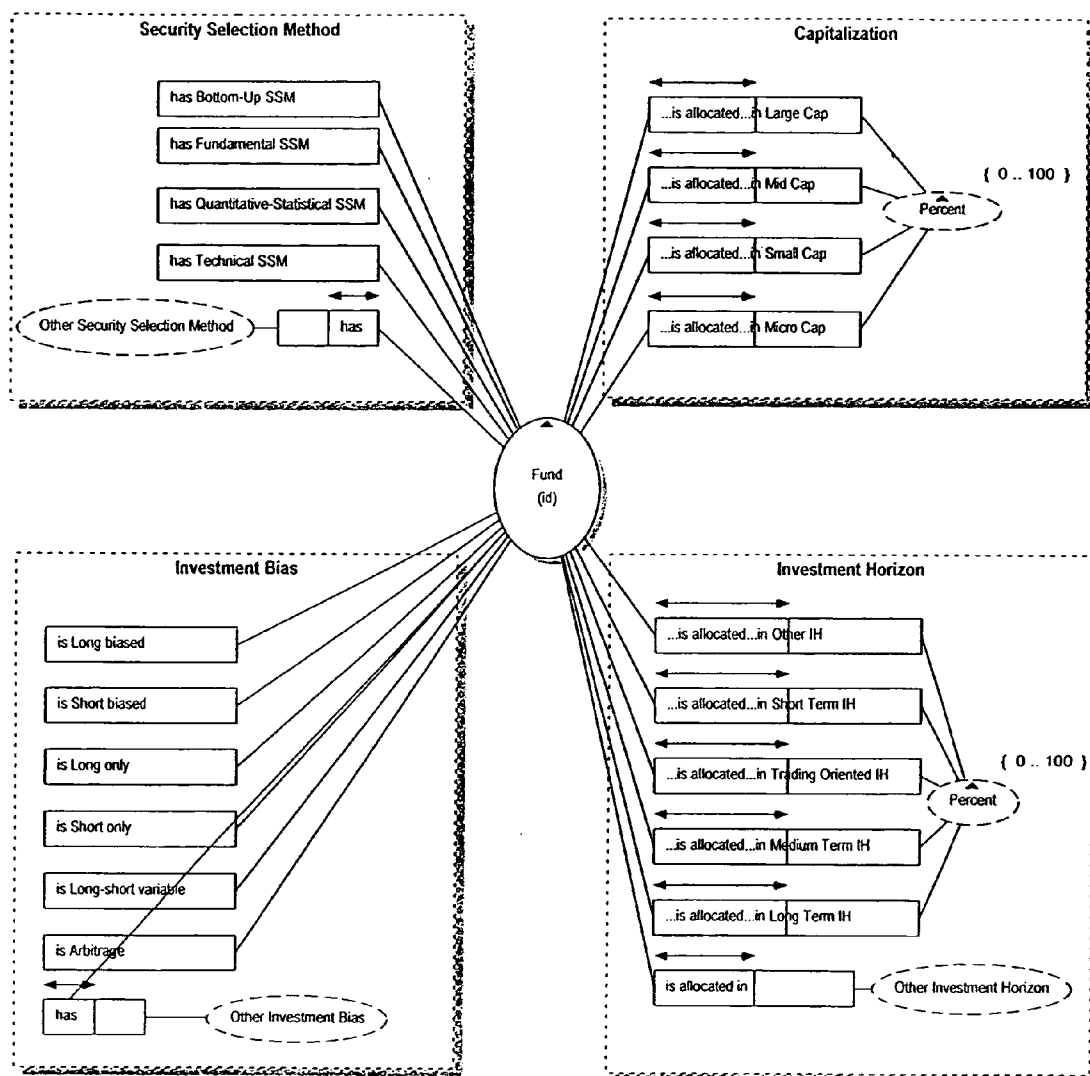 Security Selection Method
has Bottom-Up SSM
has Fundamental SSM
has Quantitative-Statistical SSM
has Technical SSM
Other Security Selection Method
has
Capitalization
...is allocated...in Large Cap
...is allocated...in Mid Cap
...is allocated...in Small Cap
...is allocated...in Micro Cap
{ 0 .. 100 }
Percent
Fund
(id)
Investment Bias
is Long biased
is Short biased
is Long only
is Short only
is Long-short variable
is Arbitrage
has
Other Investment Bias
Investment Horizon
...is allocated...in Other IH
...is allocated...in Short Term IH
...is allocated...in Trading Oriented IH
...is allocated...in Medium Term IH
...is allocated...in Long Term IH
{ 0 .. 100 }
Percent
is allocated in
Other Investment Horizon